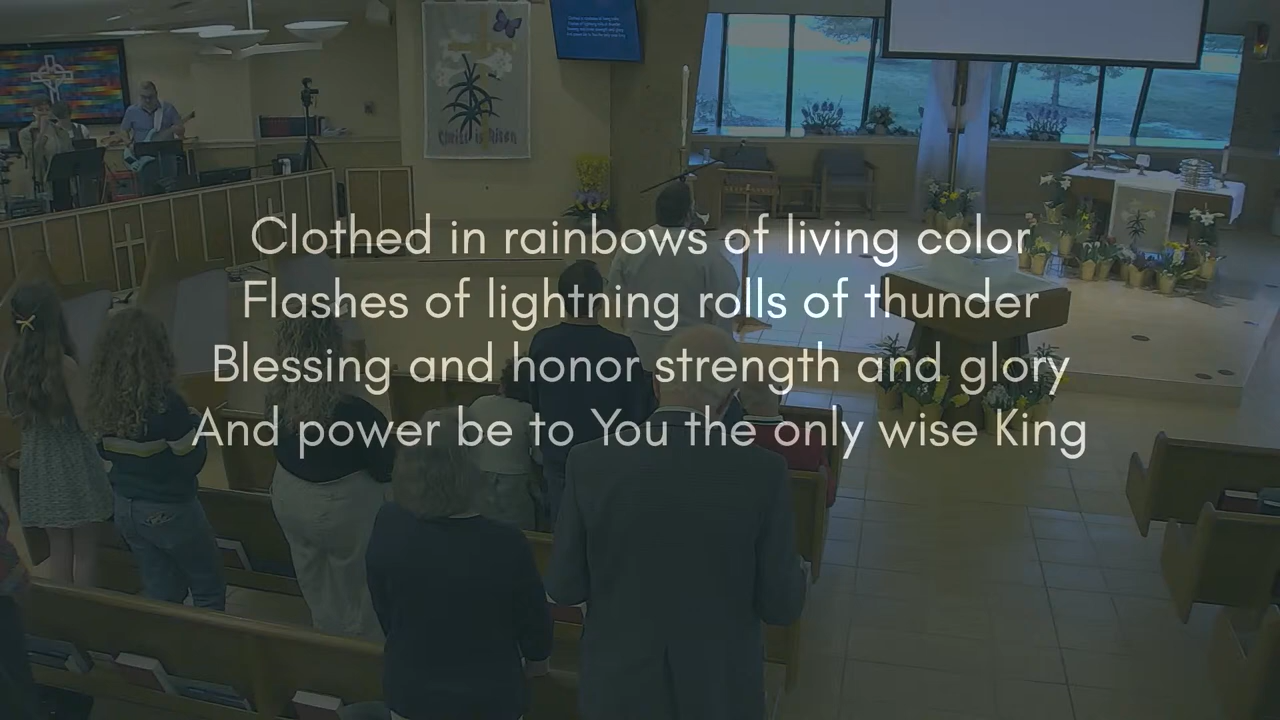 Christ is Risen
Clothed in rainbows of living color
Flashes of lightning rolls of thunder
Blessing and honor strength and glory
And power be to You the only wise King